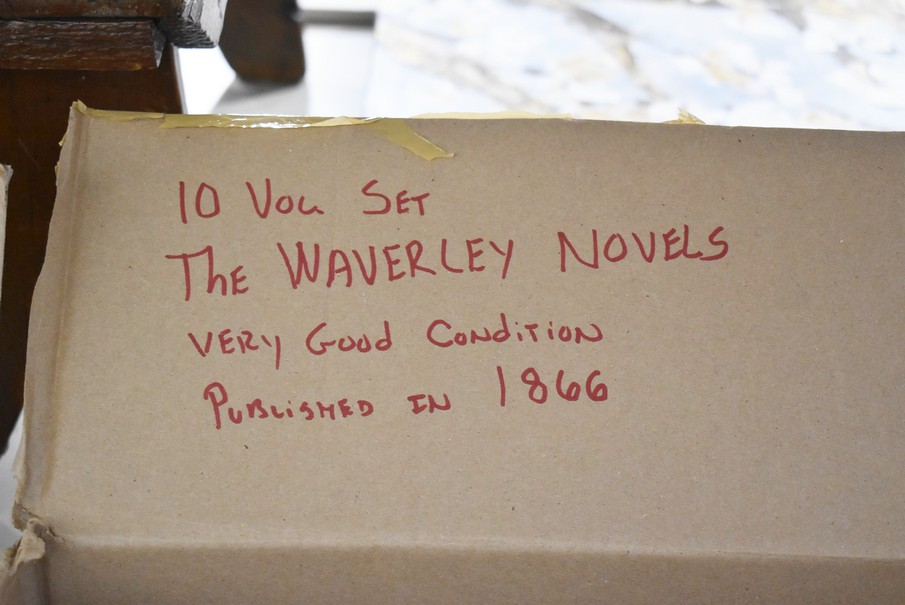 10 Vol Set
The WAVERLEY NOVELS
VERY Good CondiTION
PUBLISHED IN 1866